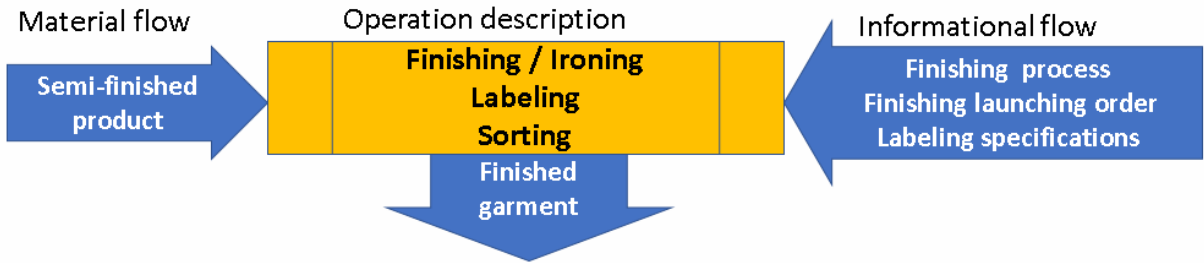 Material flow
Operation description
Informational flow
Semi-finished
product
Finishing / Ironing
Labeling
Sorting
Finishing process
Finishing launching order
Labeling specifications
Finished
garment